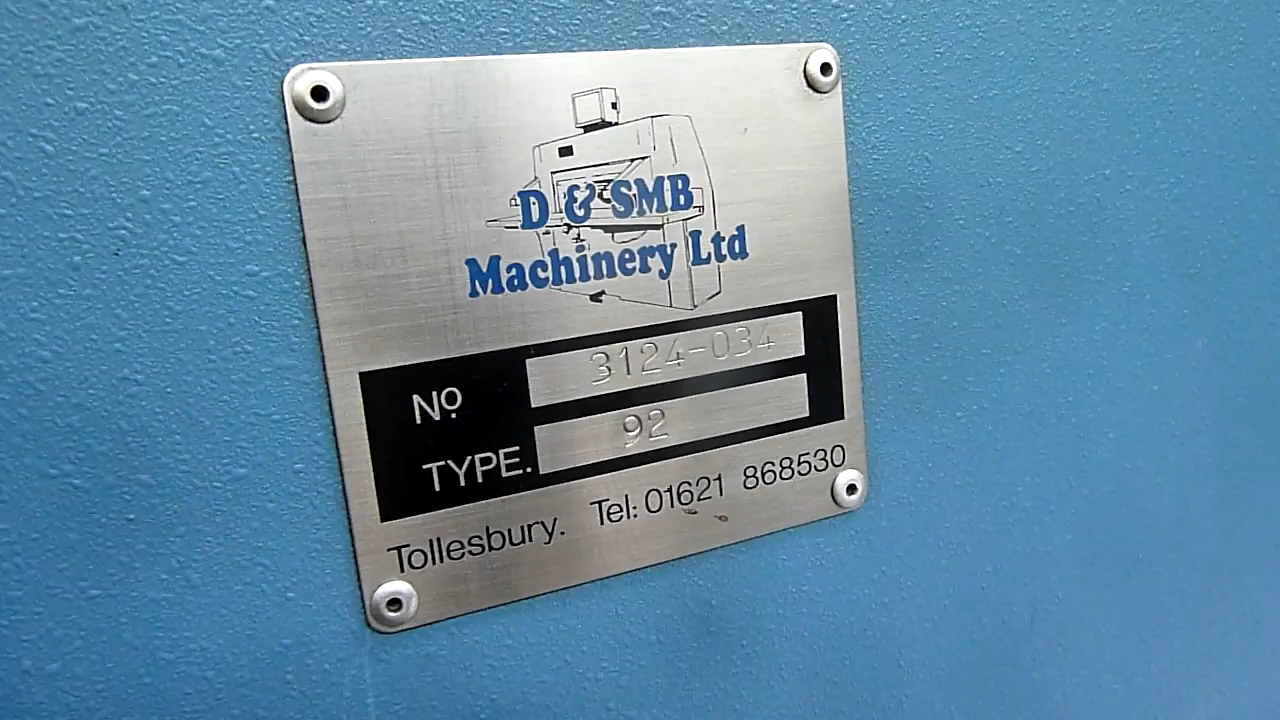 D & SMB
Machinery Ltd
Nº. 3124-034
TYPE. 92
Tollesbury. Tel: 01621 868530